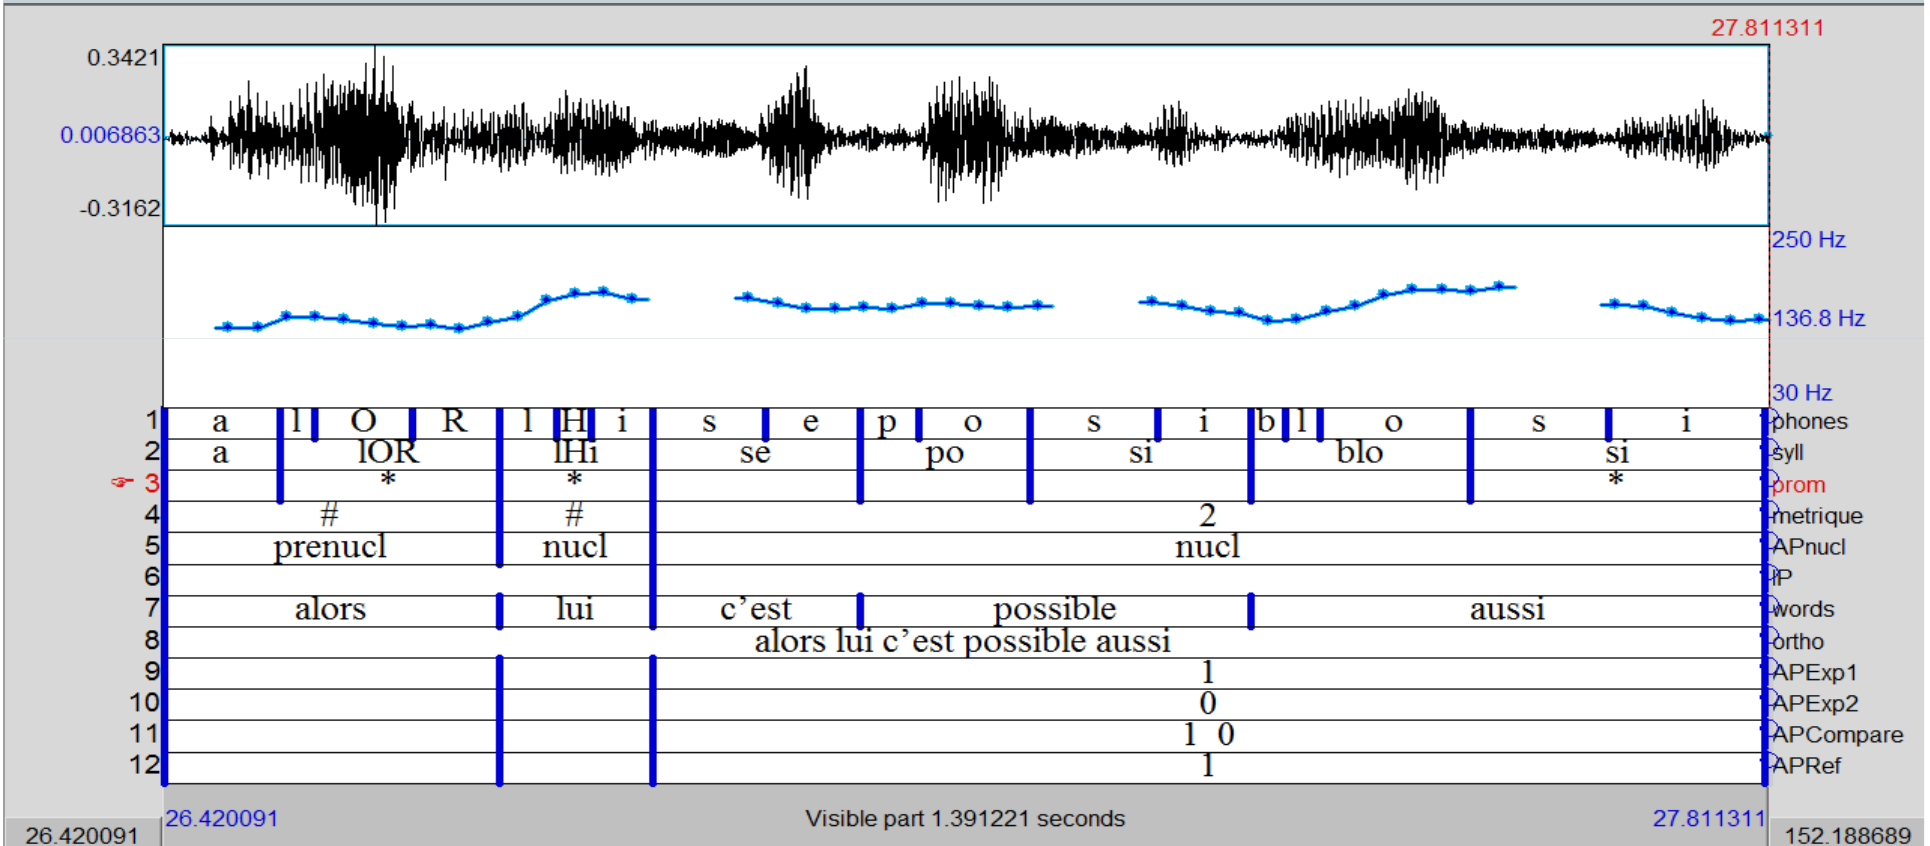 27.811311
0.3421
0.006863
-0.3162
250 Hz
136.8 Hz
30 Hz
1 a l O R l H i s e p o s i b l o s i phones
2 a lOR lHi se po si blo si syll
☞ 3 * * * prom
4 # # 2 metrique
5 prenucl nucl nucl APnucl
6 IP
7 alors lui c’est possible aussi words
8 alors lui c’est possible aussi ortho
9 1 APExp1
10 0 APExp2
11 1 0 APCompare
12 1 APRef
26.420091 Visible part 1.391221 seconds 27.811311
26.420091 152.188689